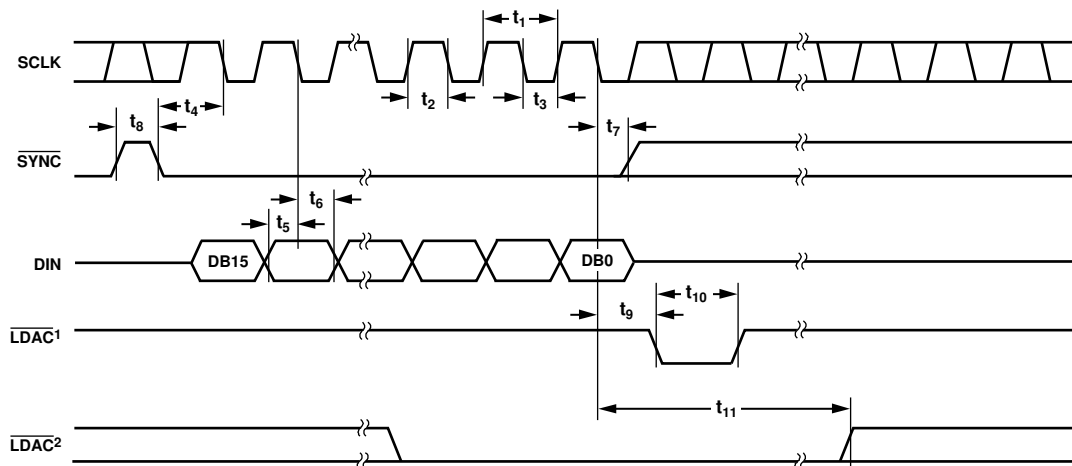 t1
SCLK
t2
t3
t4
t8
t7
SYNC
t6
t5
DIN
DB15
DB0
t10
t9
LDAC1
t11
LDAC2